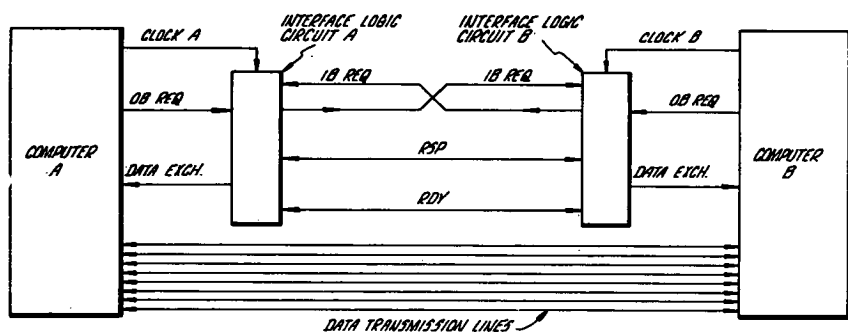 INTERFACE LOGIC
CIRCUIT A
INTERFACE LOGIC
CIRCUIT B
CLOCK A
CLOCK B
IB REQ
IB REQ
OB REQ
OB REQ
COMPUTER
A
RSP
COMPUTER
B
DATA EXCH.
DATA EXCH.
RDY
DATA TRANSMISSION LINES